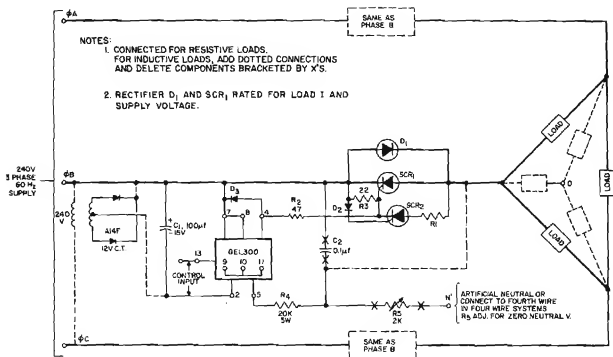 φA
SAME AS
PHASE B
NOTES:
1. CONNECTED FOR RESISTIVE LOADS.
FOR INDUCTIVE LOADS, ADD DOTTED CONNECTIONS
AND DELETE COMPONENTS BRACKETED BY X'S.
2. RECTIFIER D1 AND SCR1 RATED FOR LOAD I AND
SUPPLY VOLTAGE.
D1
LOAD
240V
3 PHASE
60 Hz
SUPPLY
φB
SCR1
LOAD
O
D3
R2
47
22
R3
D2
SCR2
R1
240
V
A14F
12V C.T.
C1, 100μf
15V
7
8
4
GEL300
9 10 11
13
CONTROL
INPUT
2
5
C2
0.1μf
LOAD
R4
20K
5W
R5
2K
N'
ARTIFICIAL NEUTRAL OR
CONNECT TO FOURTH WIRE
IN FOUR WIRE SYSTEMS
R5 ADJ. FOR ZERO NEUTRAL V.
φC
SAME AS
PHASE B